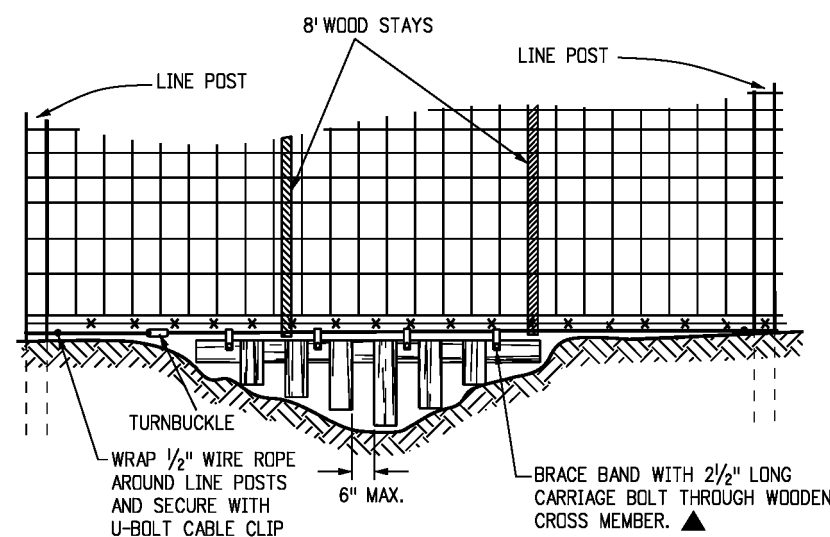 8' WOOD STAYS
LINE POST
LINE POST
TURNBUCKLE
WRAP 1/2" WIRE ROPE
AROUND LINE POSTS
AND SECURE WITH
U-BOLT CABLE CLIP
6" MAX.
BRACE BAND WITH 2 1/2" LONG
CARRIAGE BOLT THROUGH WOODEN
CROSS MEMBER. ▲